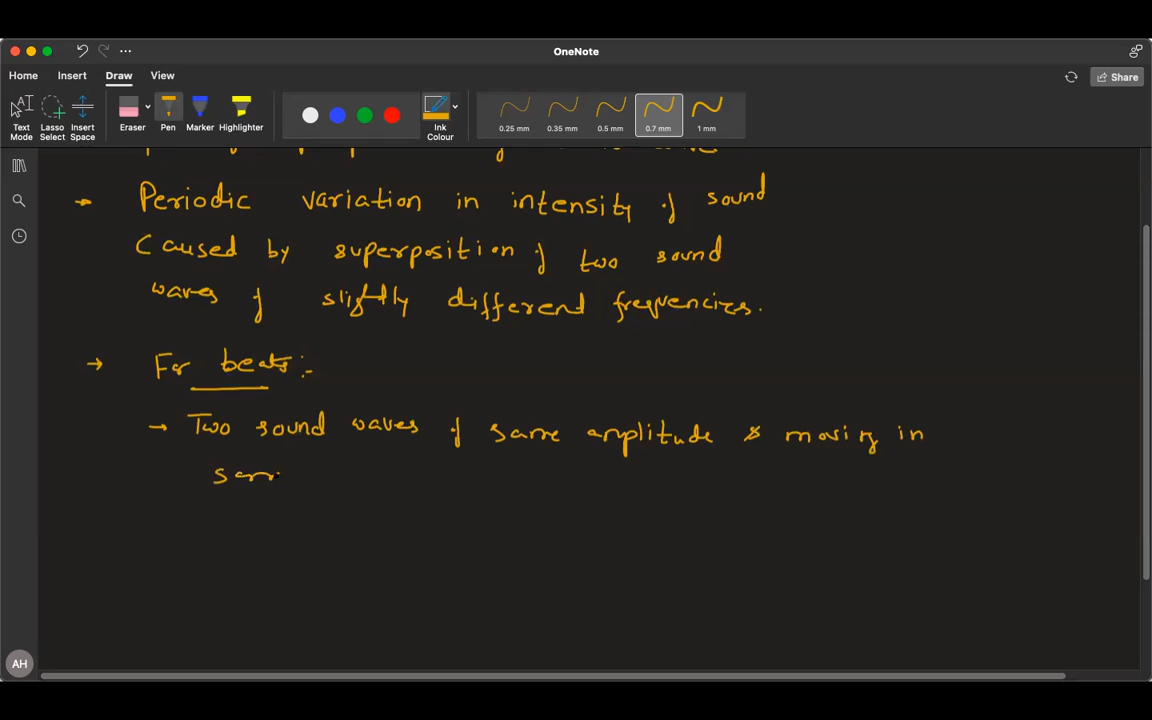 OneNote
Home Insert Draw View
Share
Text Mode Lasso Select Insert Space Eraser Pen Marker Highlighter Ink Colour 0.25 mm 0.35 mm 0.5 mm 0.7 mm 1 mm
→ Periodic variation in intensity of sound
Caused by superposition of two sound
waves of slightly different frequencies.
→ For beats :-
→ Two sound waves of same amplitude & moving in
sam
AH